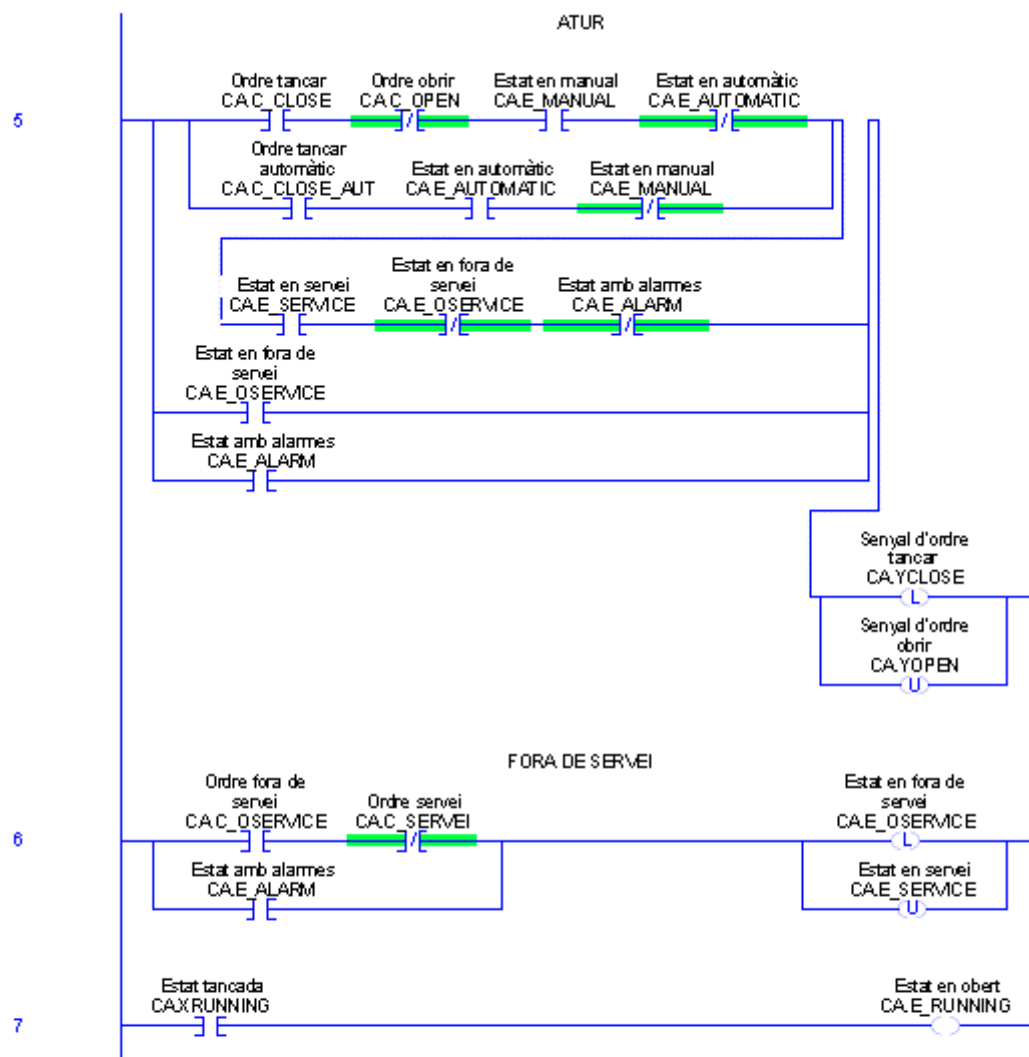 ATUR
5
Ordre tancar
CA.C_CLOSE
Ordre obrir
CA.C_OPEN
Estat en manual
CA.E_MANUAL
Estat en automàtic
CA.E_AUTOMATIC
Ordre tancar
automàtic
CA.C_CLOSE_AUT
Estat en automàtic
CA.E_AUTOMATIC
Estat en manual
CA.E_MANUAL
Estat en servei
CA.E_SERVICE
Estat en fora de
servei
CA.E_OSERVICE
Estat amb alarmes
CA.E_ALARM
Estat en fora de
servei
CA.E_OSERVICE
Estat amb alarmes
CA.E_ALARM
Senyal d'ordre
tancar
CA.YCLOSE
L
Senyal d'ordre
obrir
CA.YOPEN
U
FORA DE SERVEI
6
Ordre fora de
servei
CA.C_OSERVICE
Ordre servei
CA.C_SERVEI
Estat en fora de
servei
CA.E_OSERVICE
L
Estat amb alarmes
CA.E_ALARM
Estat en servei
CA.E_SERVICE
U
7
Estat tancada
CA.XRUNNING
Estat en obert
CA.E_RUNNING